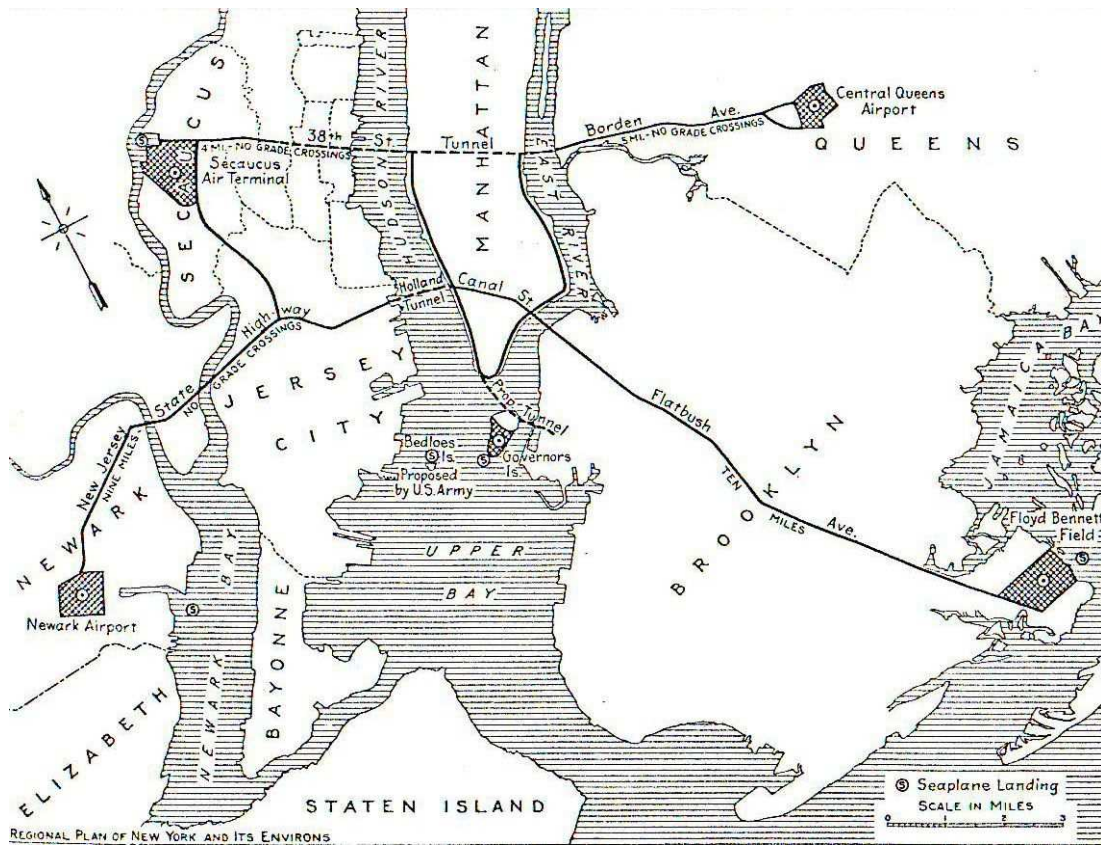 SECAUCUS
HUDSON RIVER
MANHATTAN
EAST RIVER
Central Queens
Airport
Borden Ave.
5 MI.-NO GRADE CROSSINGS
QUEENS
38th St. Tunnel
4 MI.-NO GRADE CROSSINGS
Secaucus
Air Terminal
S
Holland
Tunnel
Canal St.
New Jersey State Highway
NINE MILES. NO GRADE CROSSINGS
JERSEY
CITY
Prop. Tunnel
Flatbush Ave.
TEN MILES
JAMAICA BAY
Bedloes
Is.
S
Proposed
by U.S. Army
S
Governors
Is.
BROOKLYN
Floyd Bennett
Field
S
NEWARK
Newark Airport
S
NEWARK BAY
BAYONNE
UPPER
BAY
ELIZABETH
STATEN ISLAND
S Seaplane Landing
SCALE IN MILES
0 1 2 3
REGIONAL PLAN OF NEW YORK AND ITS ENVIRONS